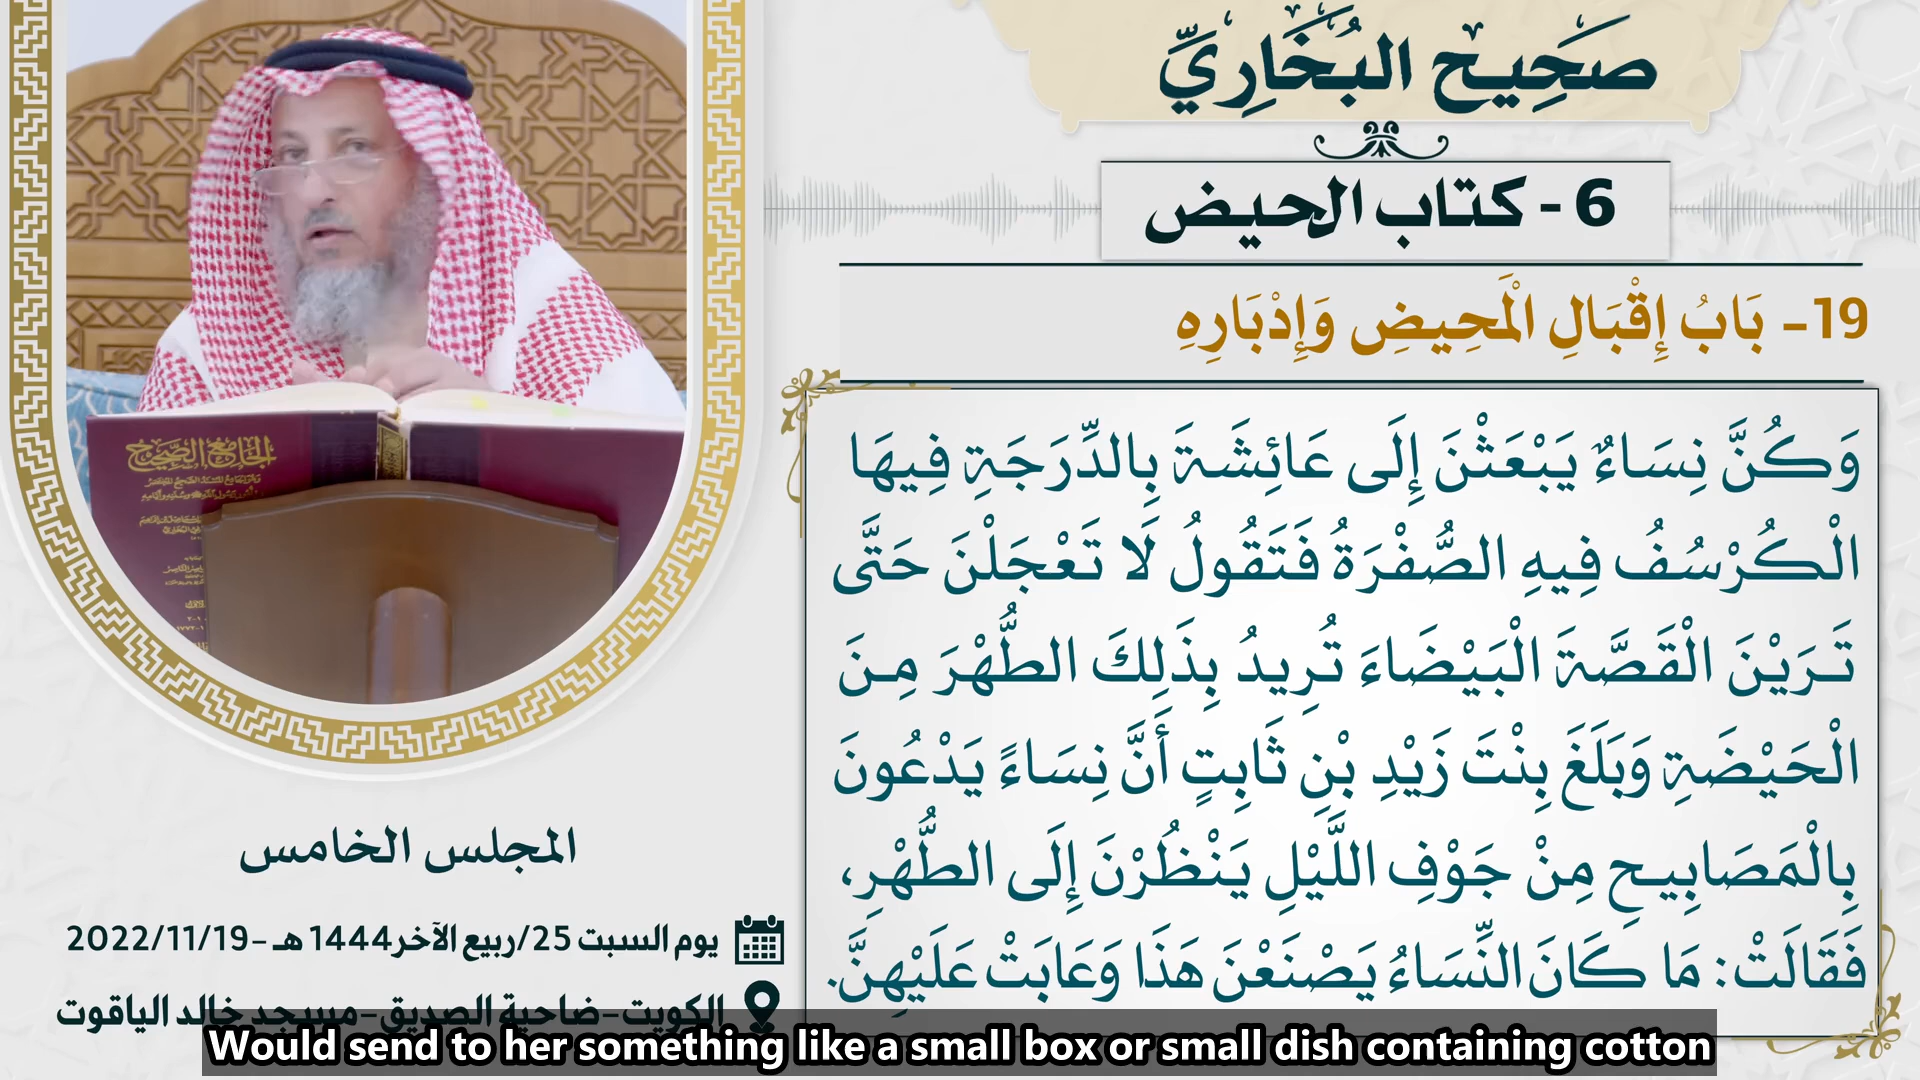 صَحِيح البُخَارِيِّ
6 - كتاب الحيض
19- بَابُ إِقْبَالِ الْمَحِيضِ وَإِدْبَارِهِ
وَكُنَّ نِسَاءٌ يَبْعَثْنَ إِلَى عَائِشَةَ بِالدِّرَجَةِ فِيهَا
الْكُرْسُفُ فِيهِ الصُّفْرَةُ فَتَقُولُ لَا تَعْجَلْنَ حَتَّى
تَرَيْنَ الْقَصَّةَ الْبَيْضَاءَ تُرِيدُ بِذَلِكَ الطُّهْرَ مِنَ
الْحَيْضَةِ وَبَلَغَ بِنْتَ زَيْدِ بْنِ ثَابِتٍ أَنَّ نِسَاءً يَدْعُونَ
بِالْمَصَابِيحِ مِنْ جَوْفِ اللَّيْلِ يَنْظُرْنَ إِلَى الطُّهْرِ،
فَقَالَتْ: مَا كَانَ النِّسَاءُ يَصْنَعْنَ هَذَا وَعَابَتْ عَلَيْهِنَّ.
الجامع الصحيح
المجلس الخامس
يوم السبت 25/ربيع الآخر1444 هـ -2022/11/19
الكويت-ضاحية الصديق-مسجد خالد الياقوت
Would send to her something like a small box or small dish containing cotton